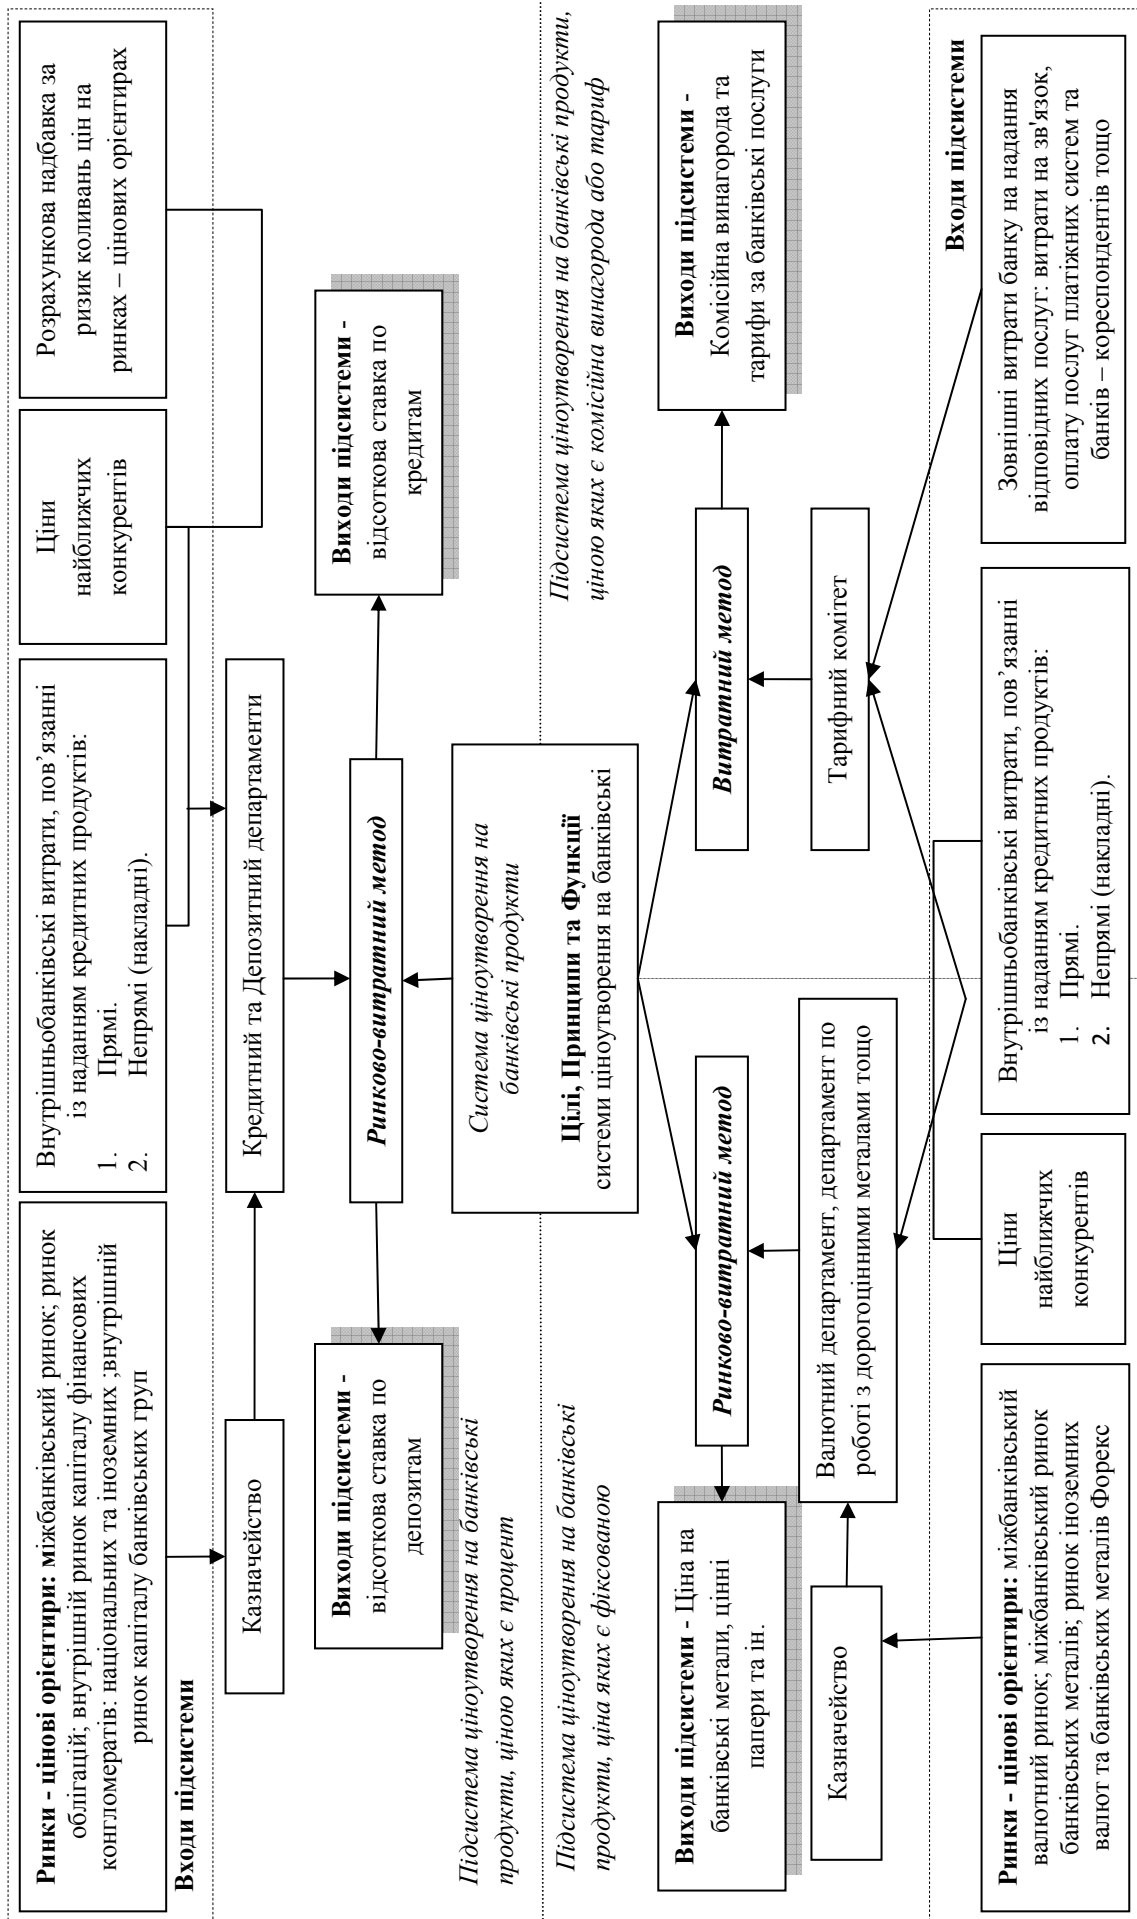 Ринки - цінові орієнтири: міжбанківський ринок; ринок
облігацій; внутрішній ринок капіталу фінансових
конгломератів: національних та іноземних ;внутрішній
ринок капіталу банківських груп
Внутрішньобанківські витрати, пов’язанні
із наданням кредитних продуктів:
1. Прямі.
2. Непрямі (накладні).
Ціни
найближчих
конкурентів
Розрахункова надбавка за
ризик коливань цін на
ринках – цінових орієнтирах
Входи підсистеми
Казначейство
Кредитний та Депозитний департаменти
Виходи підсистеми -
відсоткова ставка по
депозитам
Ринково-витратний метод
Виходи підсистеми -
відсоткова ставка по
кредитам
Підсистема ціноутворення на банківські
продукти, ціною яких є процент
Система ціноутворення на
банківські продукти
Цілі, Принципи та Функції
системи ціноутворення на банківські
Підсистема ціноутворення на банківські
продукти, ціна яких є фіксованою
Підсистема ціноутворення на банківські продукти,
ціною яких є комісійна винагорода або тариф
Виходи підсистеми - Ціна на
банківські метали, цінні
папери та ін.
Ринково-витратний метод
Витратний метод
Виходи підсистеми -
Комісійна винагорода та
тарифи за банківські послуги
Казначейство
Валютний департамент, департамент по
роботі з дорогоцінними металами тощо
Тарифний комітет
Входи підсистеми
Ринки - цінові орієнтири: міжбанківський
валютний ринок; міжбанківський ринок
банківських металів; ринок іноземних
валют та банківських металів Форекс
Ціни
найближчих
конкурентів
Внутрішньобанківські витрати, пов’язанні
із наданням кредитних продуктів:
1. Прямі.
2. Непрямі (накладні).
Зовнішні витрати банку на надання
відповідних послуг: витрати на зв'язок,
оплату послуг платіжних систем та
банків – кореспондентів тощо